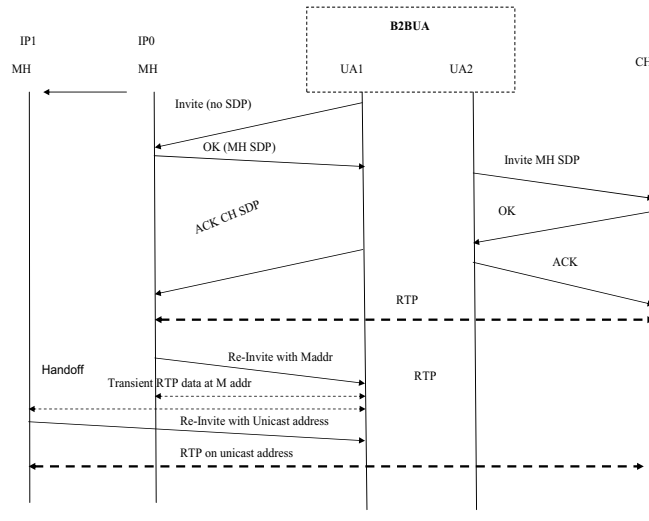 B2BUA
IP1
IP0
MH
MH
UA1
UA2
CH
Invite (no SDP)
OK (MH SDP)
Invite MH SDP
ACK CH SDP
OK
ACK
RTP
Re-Invite with Maddr
Handoff
RTP
Transient RTP data at M addr
Re-Invite with Unicast address
RTP on unicast address